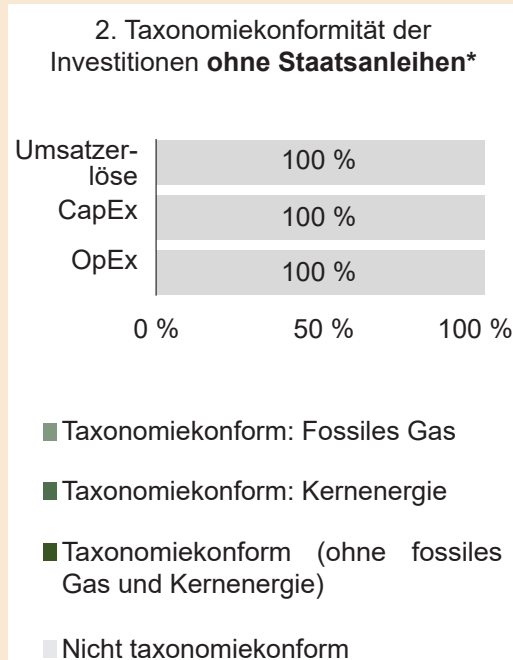 2. Taxonomiekonformität der
Investitionen ohne Staatsanleihen*
Umsatzer-
löse
100 %
CapEx
100 %
OpEx
100 %
0 %
50 %
100 %
Taxonomiekonform: Fossiles Gas
Taxonomiekonform: Kernenergie
Taxonomiekonform (ohne fossiles
Gas und Kernenergie)
Nicht taxonomiekonform